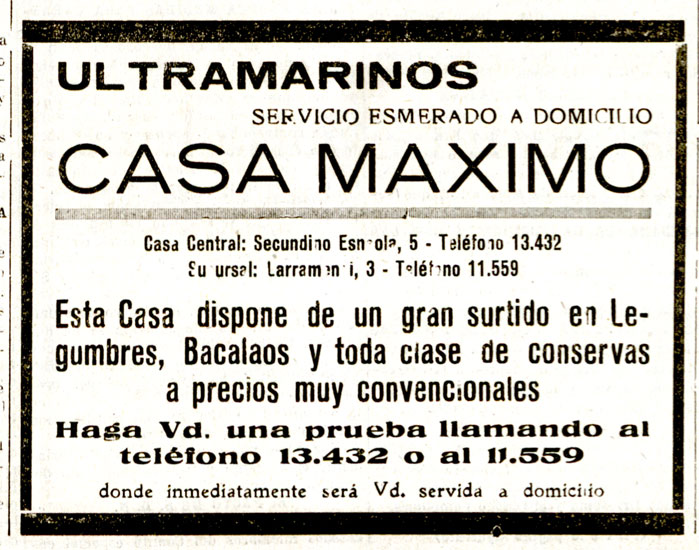 ULTRAMARINOS
SERVICIO ESMERADO A DOMICILIO
CASA MAXIMO
Casa Central: Secundino Esnaola, 5 - Teléfono 13.432
Sucursal: Larramendi, 3 - Teléfono 11.559
Esta Casa dispone de un gran surtido en Le-
gumbres, Bacalaos y toda clase de conservas
a precios muy convencionales
Haga Vd. una prueba llamando al
teléfono 13.432 o al 11.559
donde inmediatamente será Vd. servida a domicilio